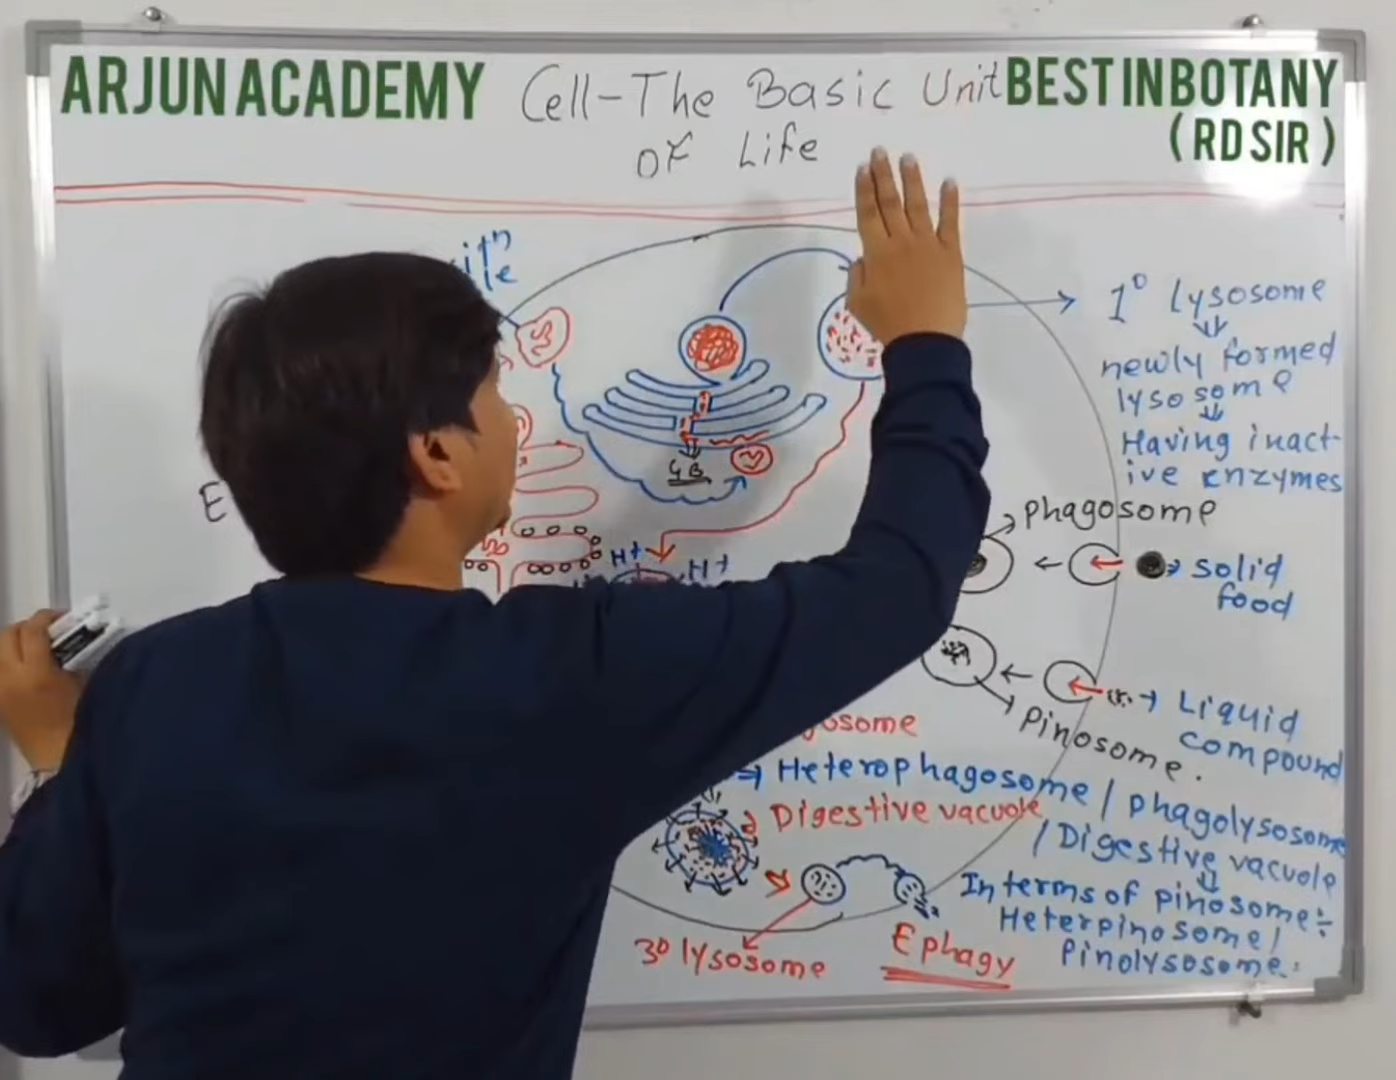 ARJUN ACADEMY
Cell-The Basic Unit
of Life
BEST IN BOTANY
( RD SIR )
1° lysosome
newly formed
lysosome
Having inact-
ive enzymes
GB
H+
H+
E
phagosome
solid
food
Liquid
compound
Pinosome.
Heterophagosome / phagolysosome
/ Digestive vacuole
Digestive vacuole
In terms of pinosome ÷
Heterpinosome /
Pinolysosome.
3° lysosome
Ephagy